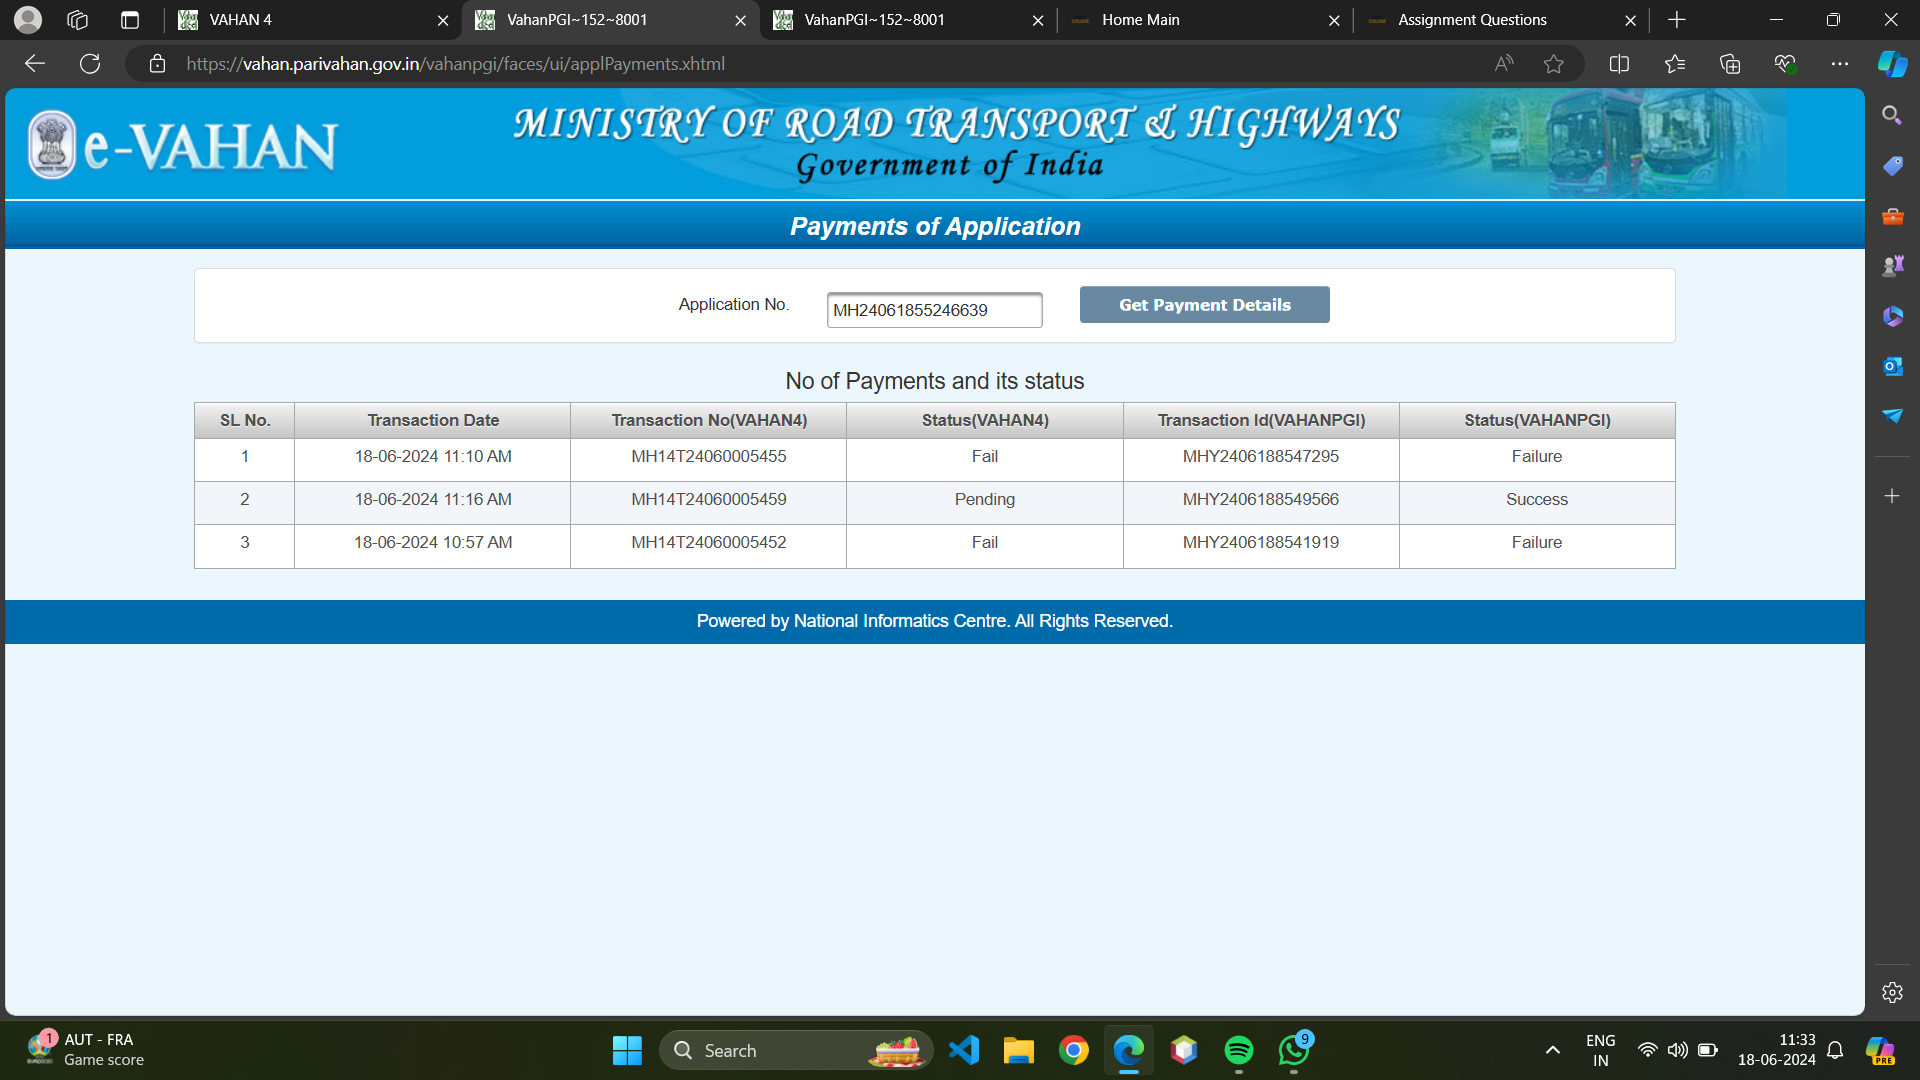 VAHAN 4
VahanPGI~152~8001
VahanPGI~152~8001
Home Main
Assignment Questions
https://vahan.parivahan.gov.in/vahanpgi/faces/ui/applPayments.xhtml
e-VAHAN
MINISTRY OF ROAD TRANSPORT & HIGHWAYS
Government of India
Payments of Application
Application No. MH24061855246639 Get Payment Details
No of Payments and its status
SL No. Transaction Date Transaction No(VAHAN4) Status(VAHAN4) Transaction Id(VAHANPGI) Status(VAHANPGI)
1 18-06-2024 11:10 AM MH14T24060005455 Fail MHY2406188547295 Failure
2 18-06-2024 11:16 AM MH14T24060005459 Pending MHY2406188549566 Success
3 18-06-2024 10:57 AM MH14T24060005452 Fail MHY2406188541919 Failure
Powered by National Informatics Centre. All Rights Reserved.
1
AUT - FRA
Game score
Search
9
ENG
IN
11:33
18-06-2024
PRE